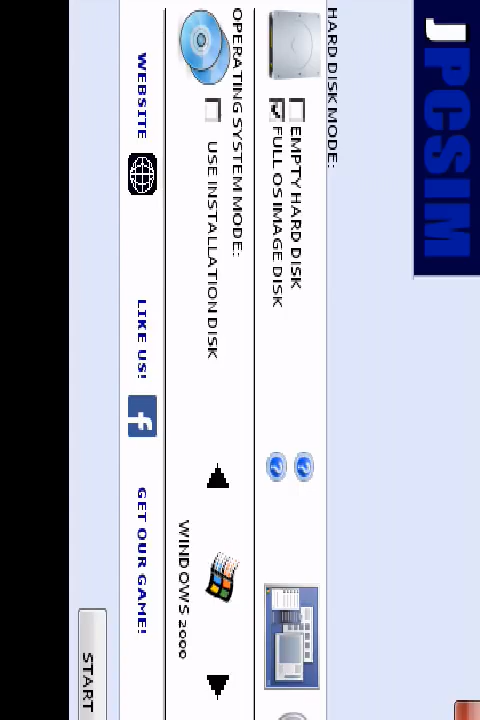 JPCSIM
HARD DISK MODE:
EMPTY HARD DISK
FULL OS IMAGE DISK
OPERATING SYSTEM MODE:
USE INSTALLATION DISK
WINDOWS 2000
WEBSITE
LIKE US!
GET OUR GAME!
START